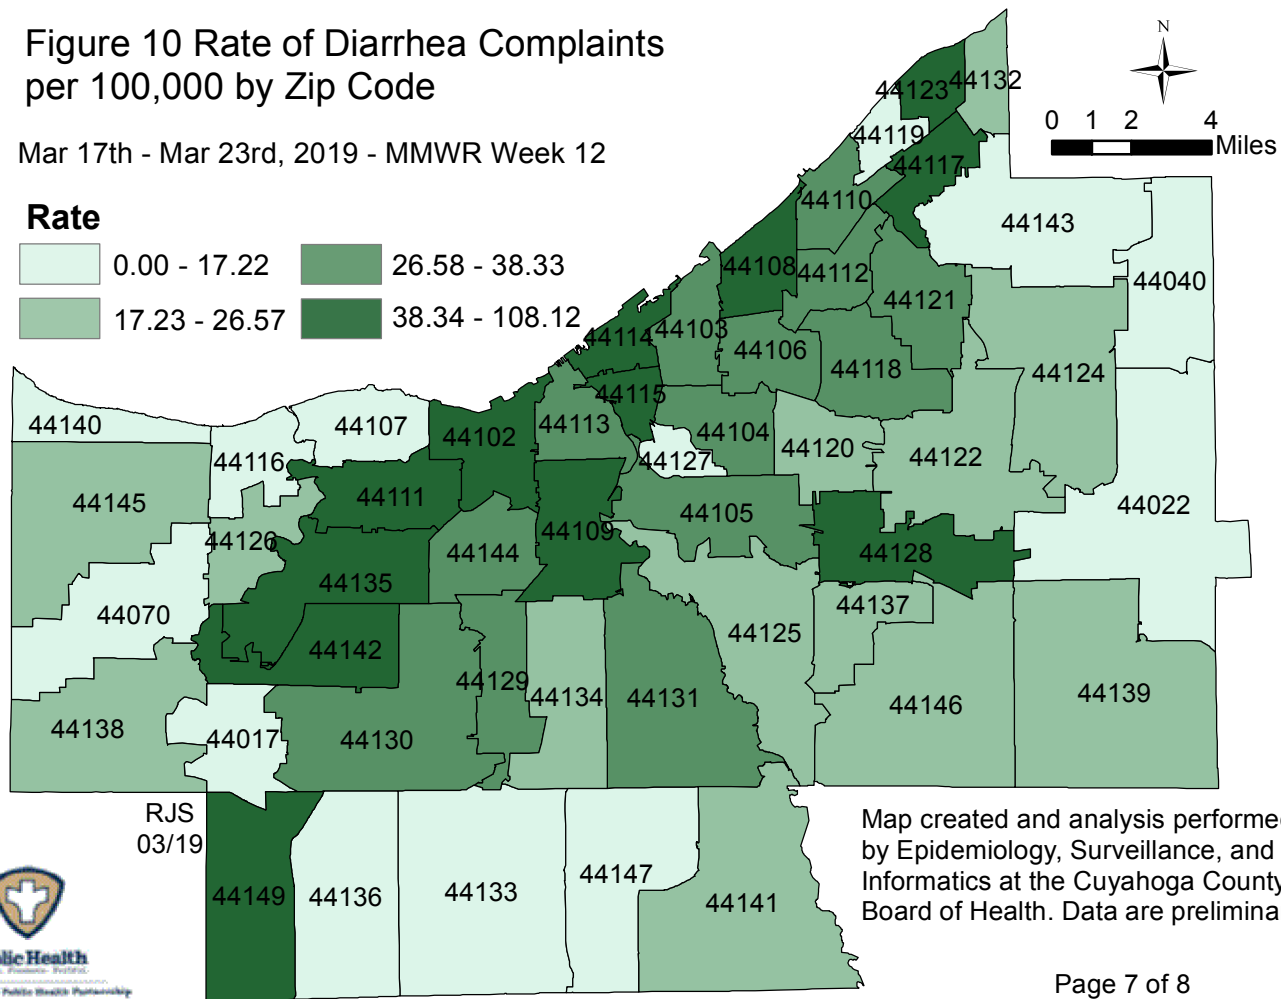 Figure 10 Rate of Diarrhea Complaints
per 100,000 by Zip Code
Mar 17th - Mar 23rd, 2019 - MMWR Week 12
N
0 1 2 4
Miles
Rate
0.00 - 17.22
26.58 - 38.33
17.23 - 26.57
38.34 - 108.12
44123
44132
44119
44117
44110
44143
44108
44112
44040
44121
44114
44103
44106
44118
44124
44115
44140
44107
44102
44113
44104
44120
44116
44127
44122
44145
44111
44105
44022
44126
44109
44144
44128
44135
44070
44137
44125
44142
44129
44134
44131
44139
44146
44138
44017
44130
RJS
03/19
44149
44136
44133
44147
44141
Map created and analysis performe
by Epidemiology, Surveillance, and
Informatics at the Cuyahoga County
Board of Health. Data are prelimina
lic Health
Public Health Partnership
Page 7 of 8